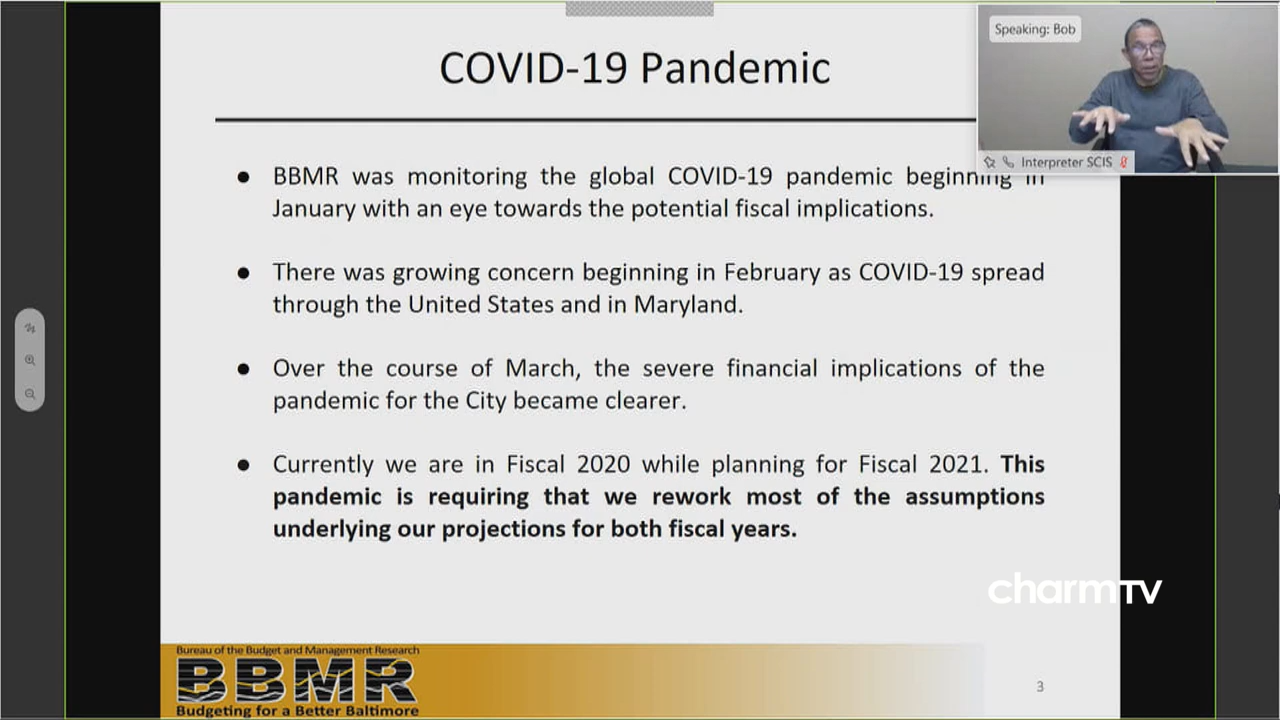 COVID-19 Pandemic
Speaking: Bob
Interpreter SCIS
● BBMR was monitoring the global COVID-19 pandemic beginning in
January with an eye towards the potential fiscal implications.
● There was growing concern beginning in February as COVID-19 spread
through the United States and in Maryland.
● Over the course of March, the severe financial implications of the
pandemic for the City became clearer.
● Currently we are in Fiscal 2020 while planning for Fiscal 2021. This
pandemic is requiring that we rework most of the assumptions
underlying our projections for both fiscal years.
charmTV
Bureau of the Budget and Management Research
BBMR
Budgeting for a Better Baltimore
3